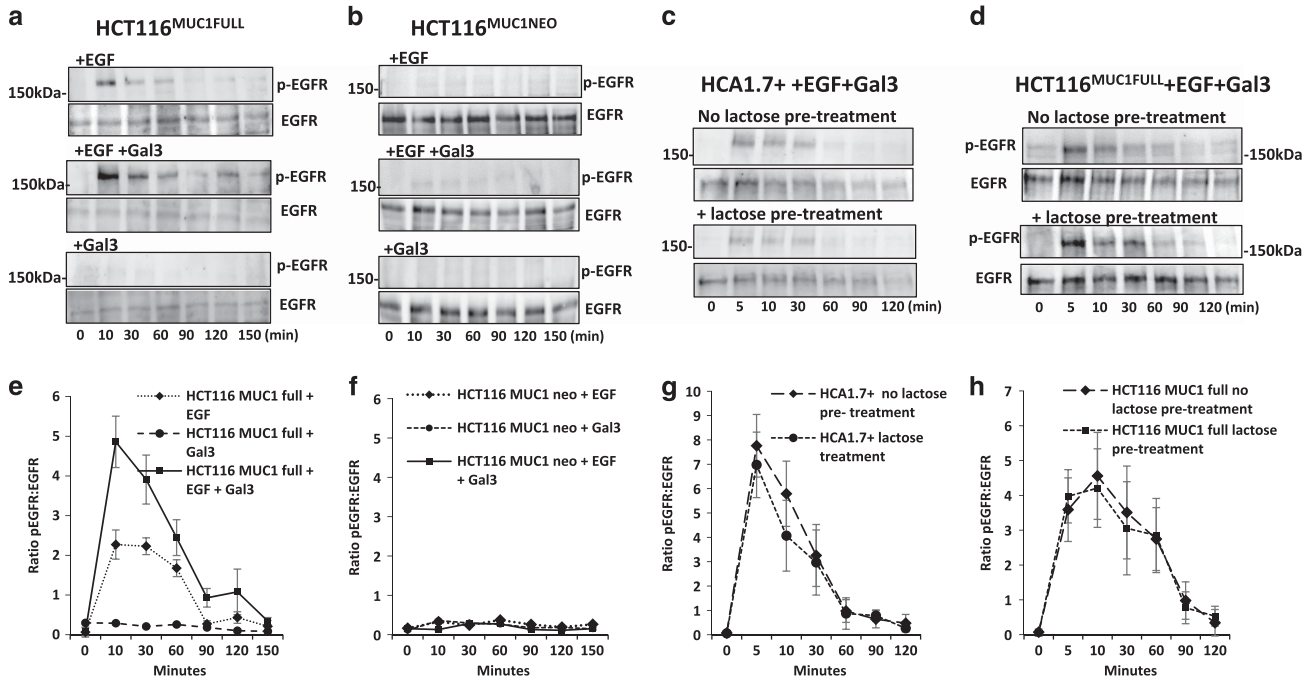 a
HCT116MUC1FULL
+EGF
150kDa
p-EGFR
EGFR
+EGF +Gal3
150kDa
p-EGFR
EGFR
+Gal3
150kDa
p-EGFR
EGFR
0 10 30 60 90 120 150 (min)
b
HCT116MUC1NEO
+EGF
150
p-EGFR
EGFR
+EGF +Gal3
150
p-EGFR
EGFR
+Gal3
150
p-EGFR
EGFR
0 10 30 60 90 120 150 (min)
c
HCA1.7+ +EGF+Gal3
No lactose pre-treatment
150
+ lactose pre-treatment
150
0 5 10 30 60 90 120 (min)
d
HCT116MUC1FULL+EGF+Gal3
No lactose pre-treatment
p-EGFR
-150kDa
EGFR
+ lactose pre-treatment
p-EGFR
-150kDa
EGFR
0 5 10 30 60 90 120 (min)
e
HCT116 MUC1 full +
EGF
HCT116 MUC1 full +
Gal3
HCT116 MUC1 full +
EGF + Gal3
Ratio pEGFR:EGFR
6
5
4
3
2
1
0
0 10 30 60 90 120 150
Minutes
f
HCT116 MUC1 neo + EGF
HCT116 MUC1 neo + Gal3
HCT116 MUC1 neo + EGF
+ Gal3
Ratio pEGFR:EGFR
6
5
4
3
2
1
0
0 10 30 60 90 120 150
Minutes
g
HCA1.7+ no lactose
pre- treatment
HCA1.7+ lactose
treatment
Ratio pEGFR:EGFR
10
9
8
7
6
5
4
3
2
1
0
0 5 10 30 60 90 120
Minutes
h
HCT116 MUC1 full no
lactose pre-treatment
HCT116 MUC1 full lactose
pre-treatment
Ratio pEGFR:EGFR
7
6
5
4
3
2
1
0
0 5 10 30 60 90 120
Minutes